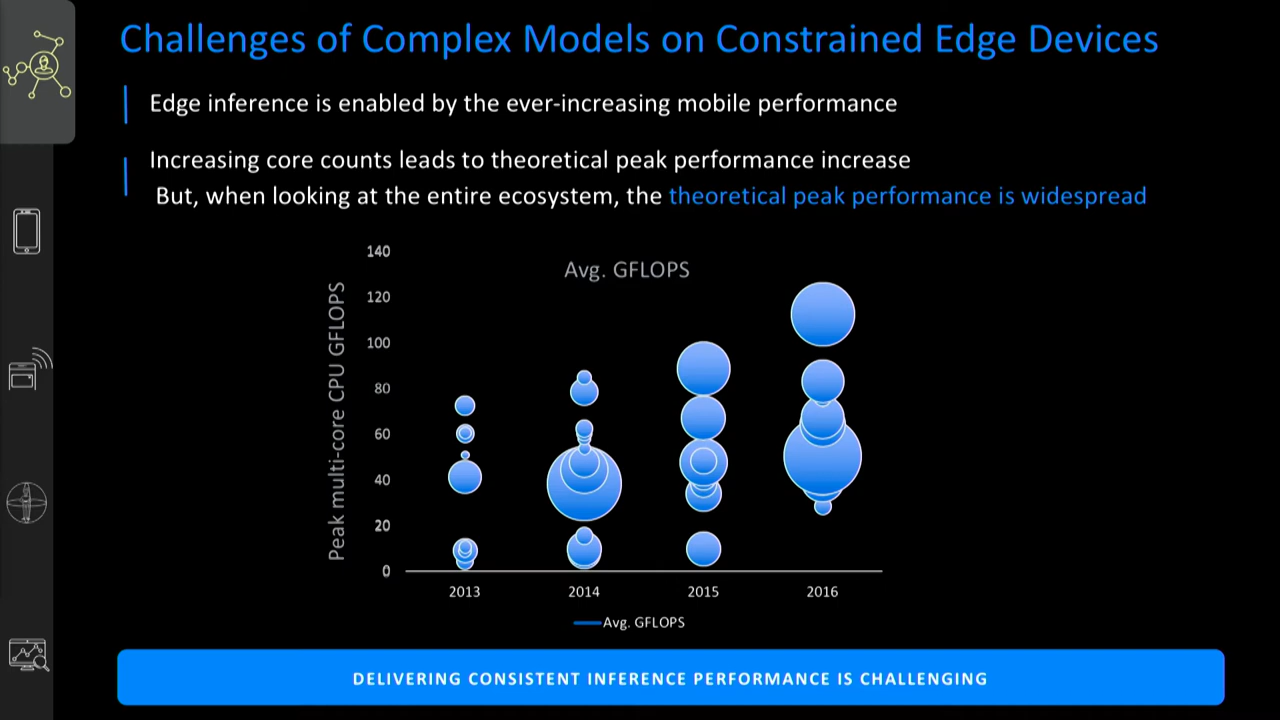 Challenges of Complex Models on Constrained Edge Devices
Edge inference is enabled by the ever-increasing mobile performance
Increasing core counts leads to theoretical peak performance increase
But, when looking at the entire ecosystem, the theoretical peak performance is widespread
Avg. GFLOPS
Peak multi-core CPU GFLOPS
140
120
100
80
60
40
20
0
2013 2014 2015 2016
Avg. GFLOPS
DELIVERING CONSISTENT INFERENCE PERFORMANCE IS CHALLENGING